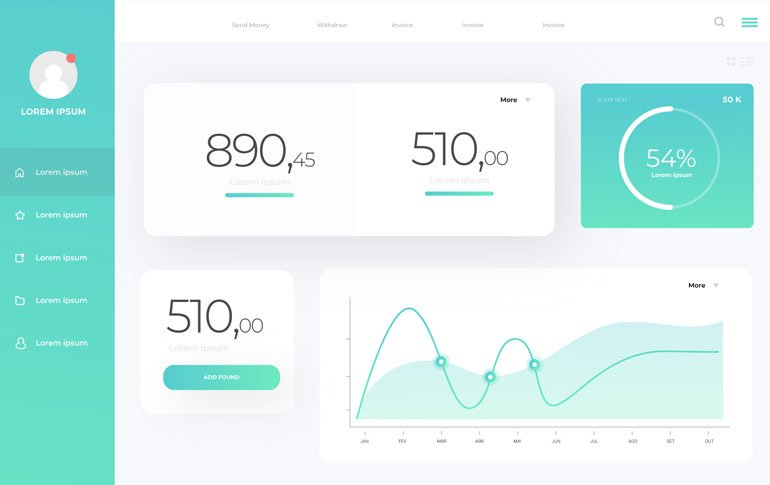 Send Money Withdraw Invoice Invoice Invoice
LOREM IPSUM
Lorem ipsum
Lorem ipsum
Lorem ipsum
Lorem ipsum
Lorem ipsum
More
890,45
Lorem ipsum
510,00
Lorem ipsum
YOUR TEXT 50 K
54%
Lorem ipsum
510,00
Lorem ipsum
ADD FOUND
More
JAN FEV MAR ABR MAI JUN JUL AGO SET OUT